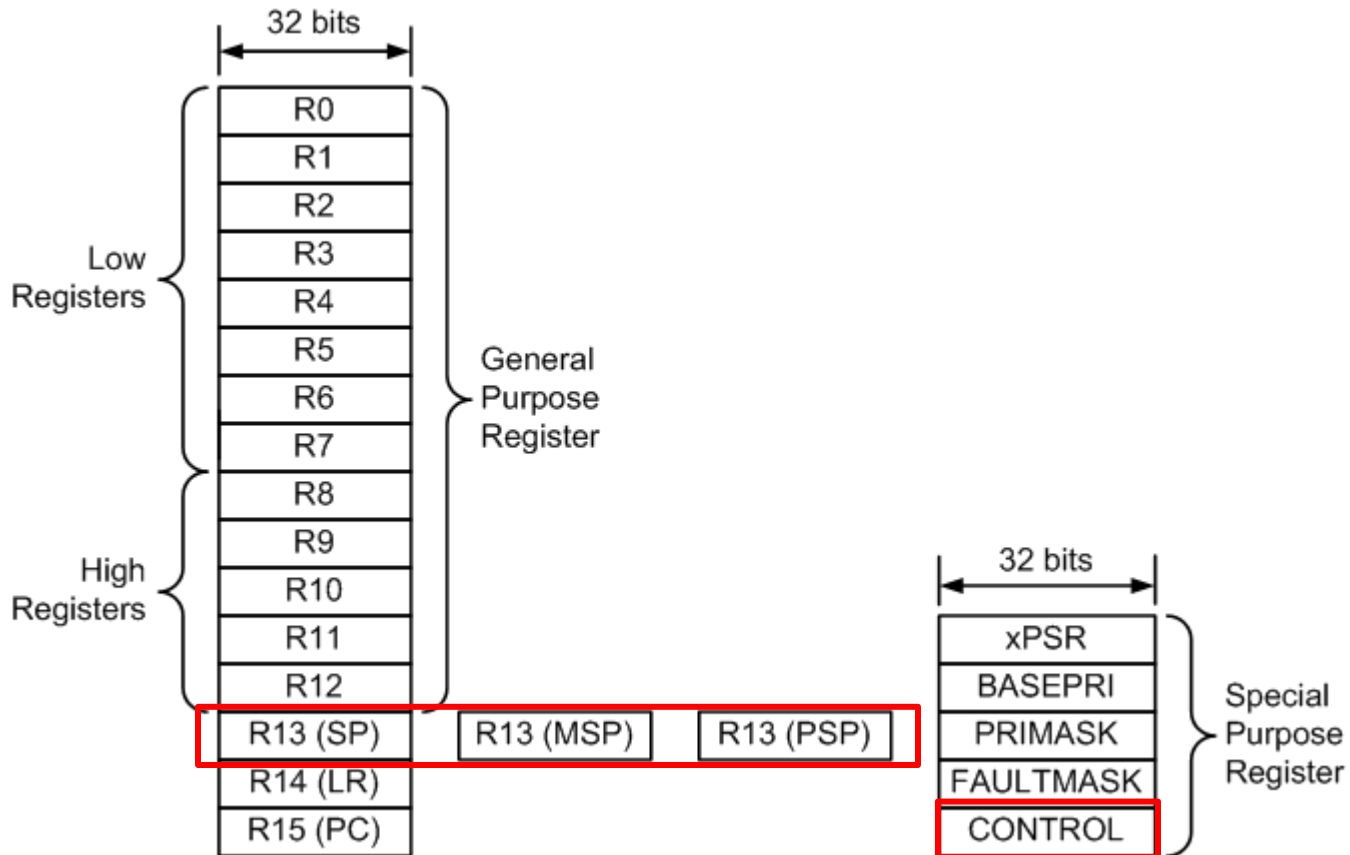 32 bits
R0
R1
R2
R3
R4
R5
R6
R7
R8
R9
R10
R11
R12
R13 (SP)
R14 (LR)
R15 (PC)
Low
Registers
High
Registers
General
Purpose
Register
R13 (MSP)
R13 (PSP)
32 bits
xPSR
BASEPRI
PRIMASK
FAULTMASK
CONTROL
Special
Purpose
Register